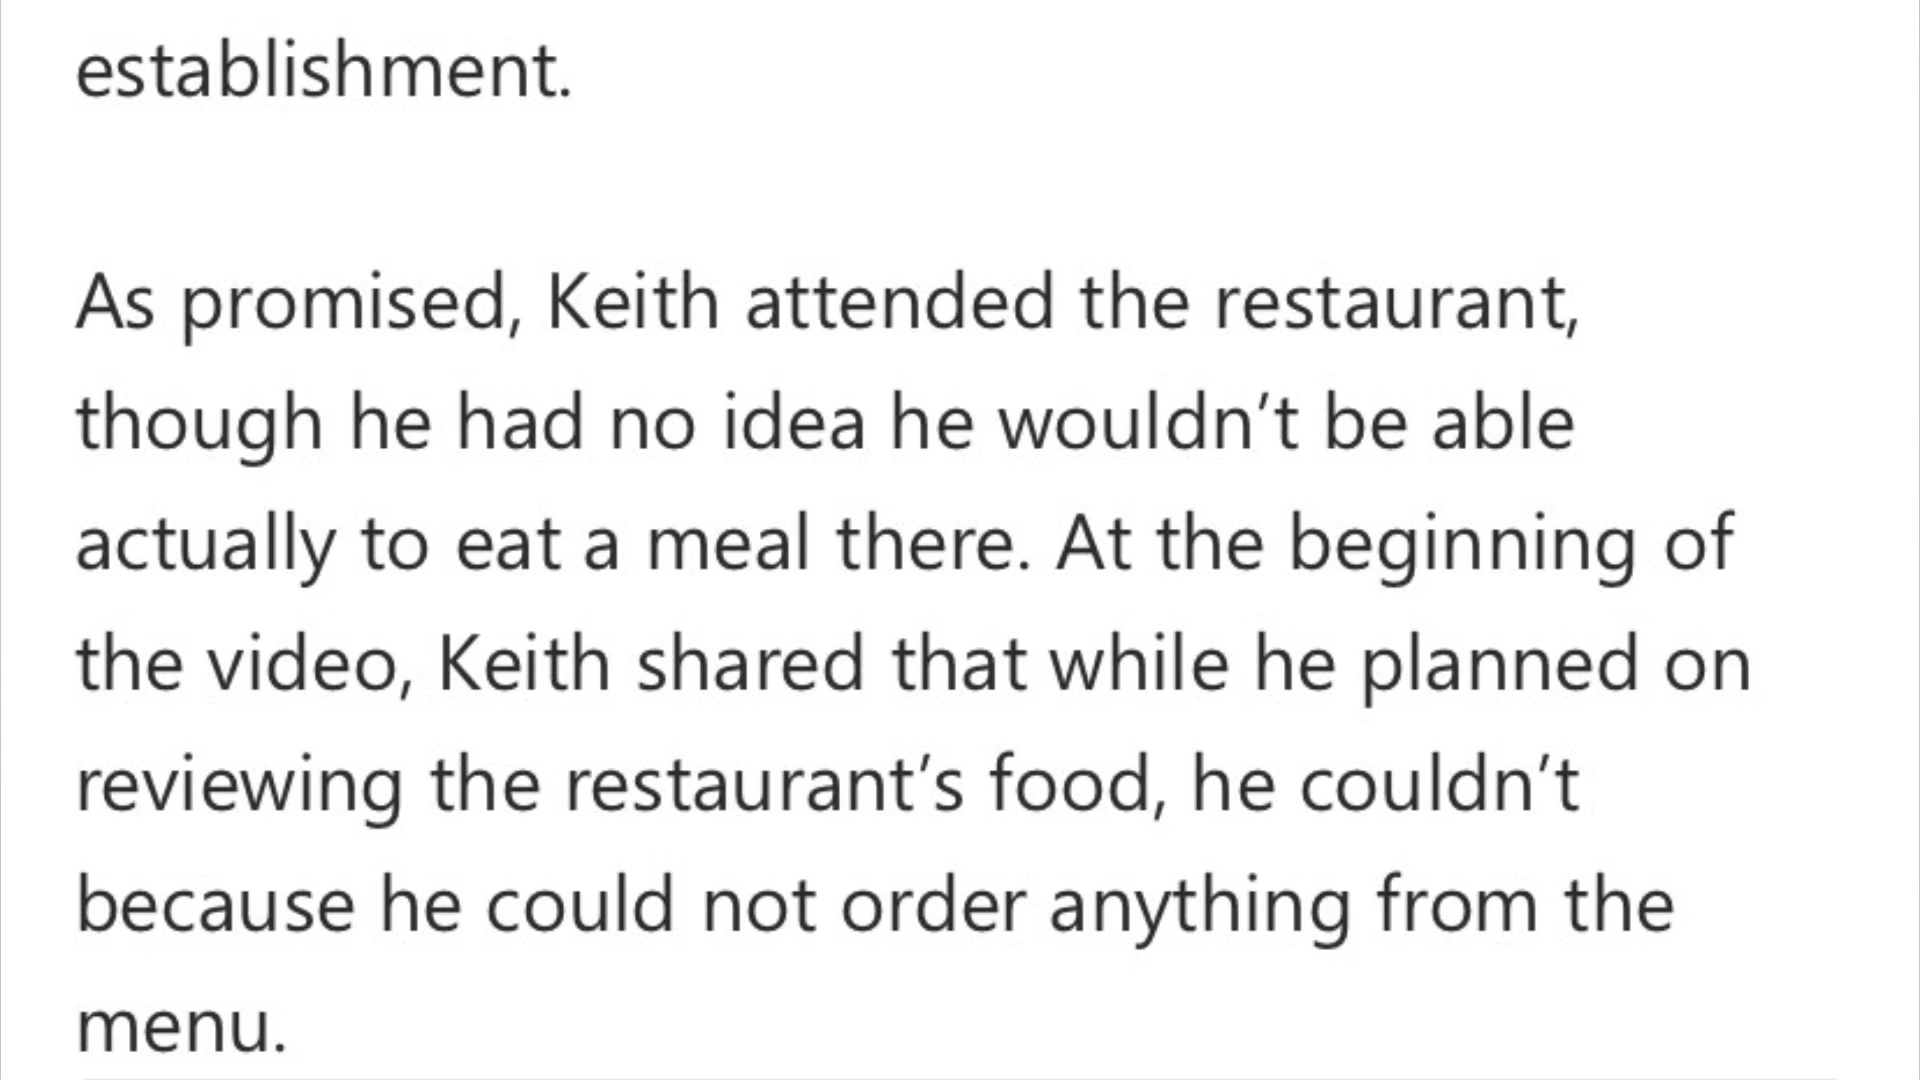 establishment.
As promised, Keith attended the restaurant,
though he had no idea he wouldn’t be able
actually to eat a meal there. At the beginning of
the video, Keith shared that while he planned on
reviewing the restaurant’s food, he couldn’t
because he could not order anything from the
menu.